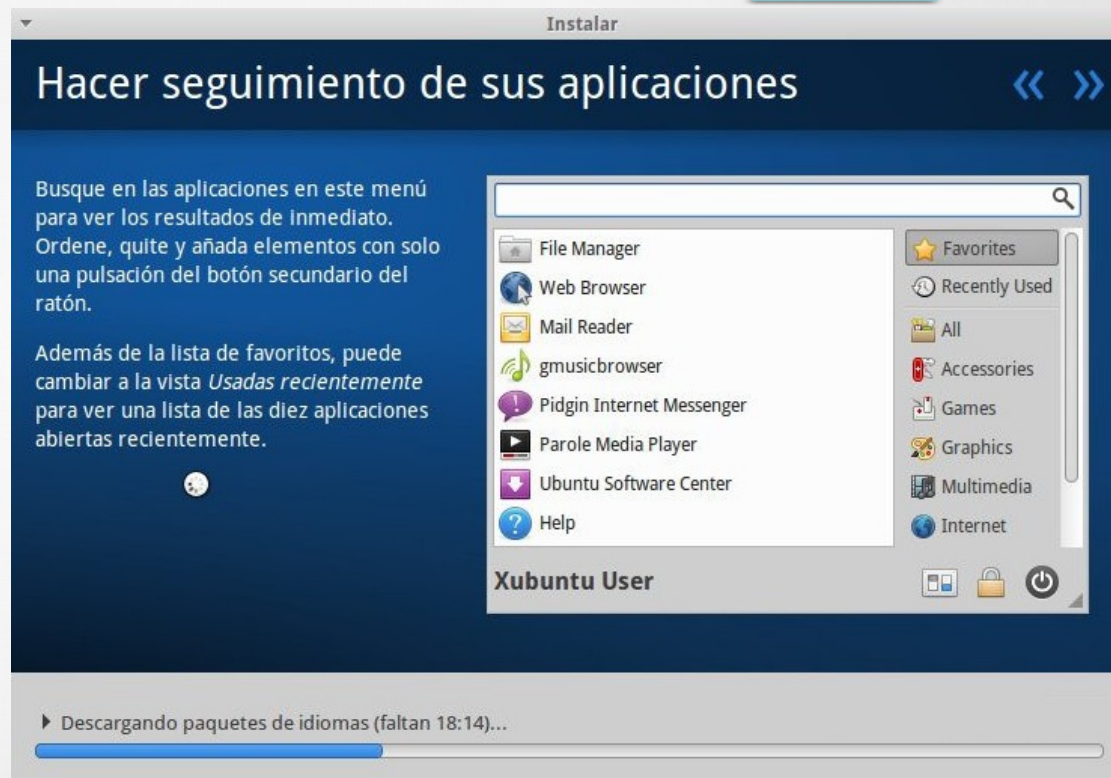 Instalar
Hacer seguimiento de sus aplicaciones
Busque en las aplicaciones en este menú
para ver los resultados de inmediato.
Ordene, quite y añada elementos con solo
una pulsación del botón secundario del
ratón.
Además de la lista de favoritos, puede
cambiar a la vista Usadas recientemente
para ver una lista de las diez aplicaciones
abiertas recientemente.
File Manager
Web Browser
Mail Reader
gmusicbrowser
Pidgin Internet Messenger
Parole Media Player
Ubuntu Software Center
Help
Favorites
Recently Used
All
Accessories
Games
Graphics
Multimedia
Internet
Xubuntu User
Descargando paquetes de idiomas (faltan 18:14)...